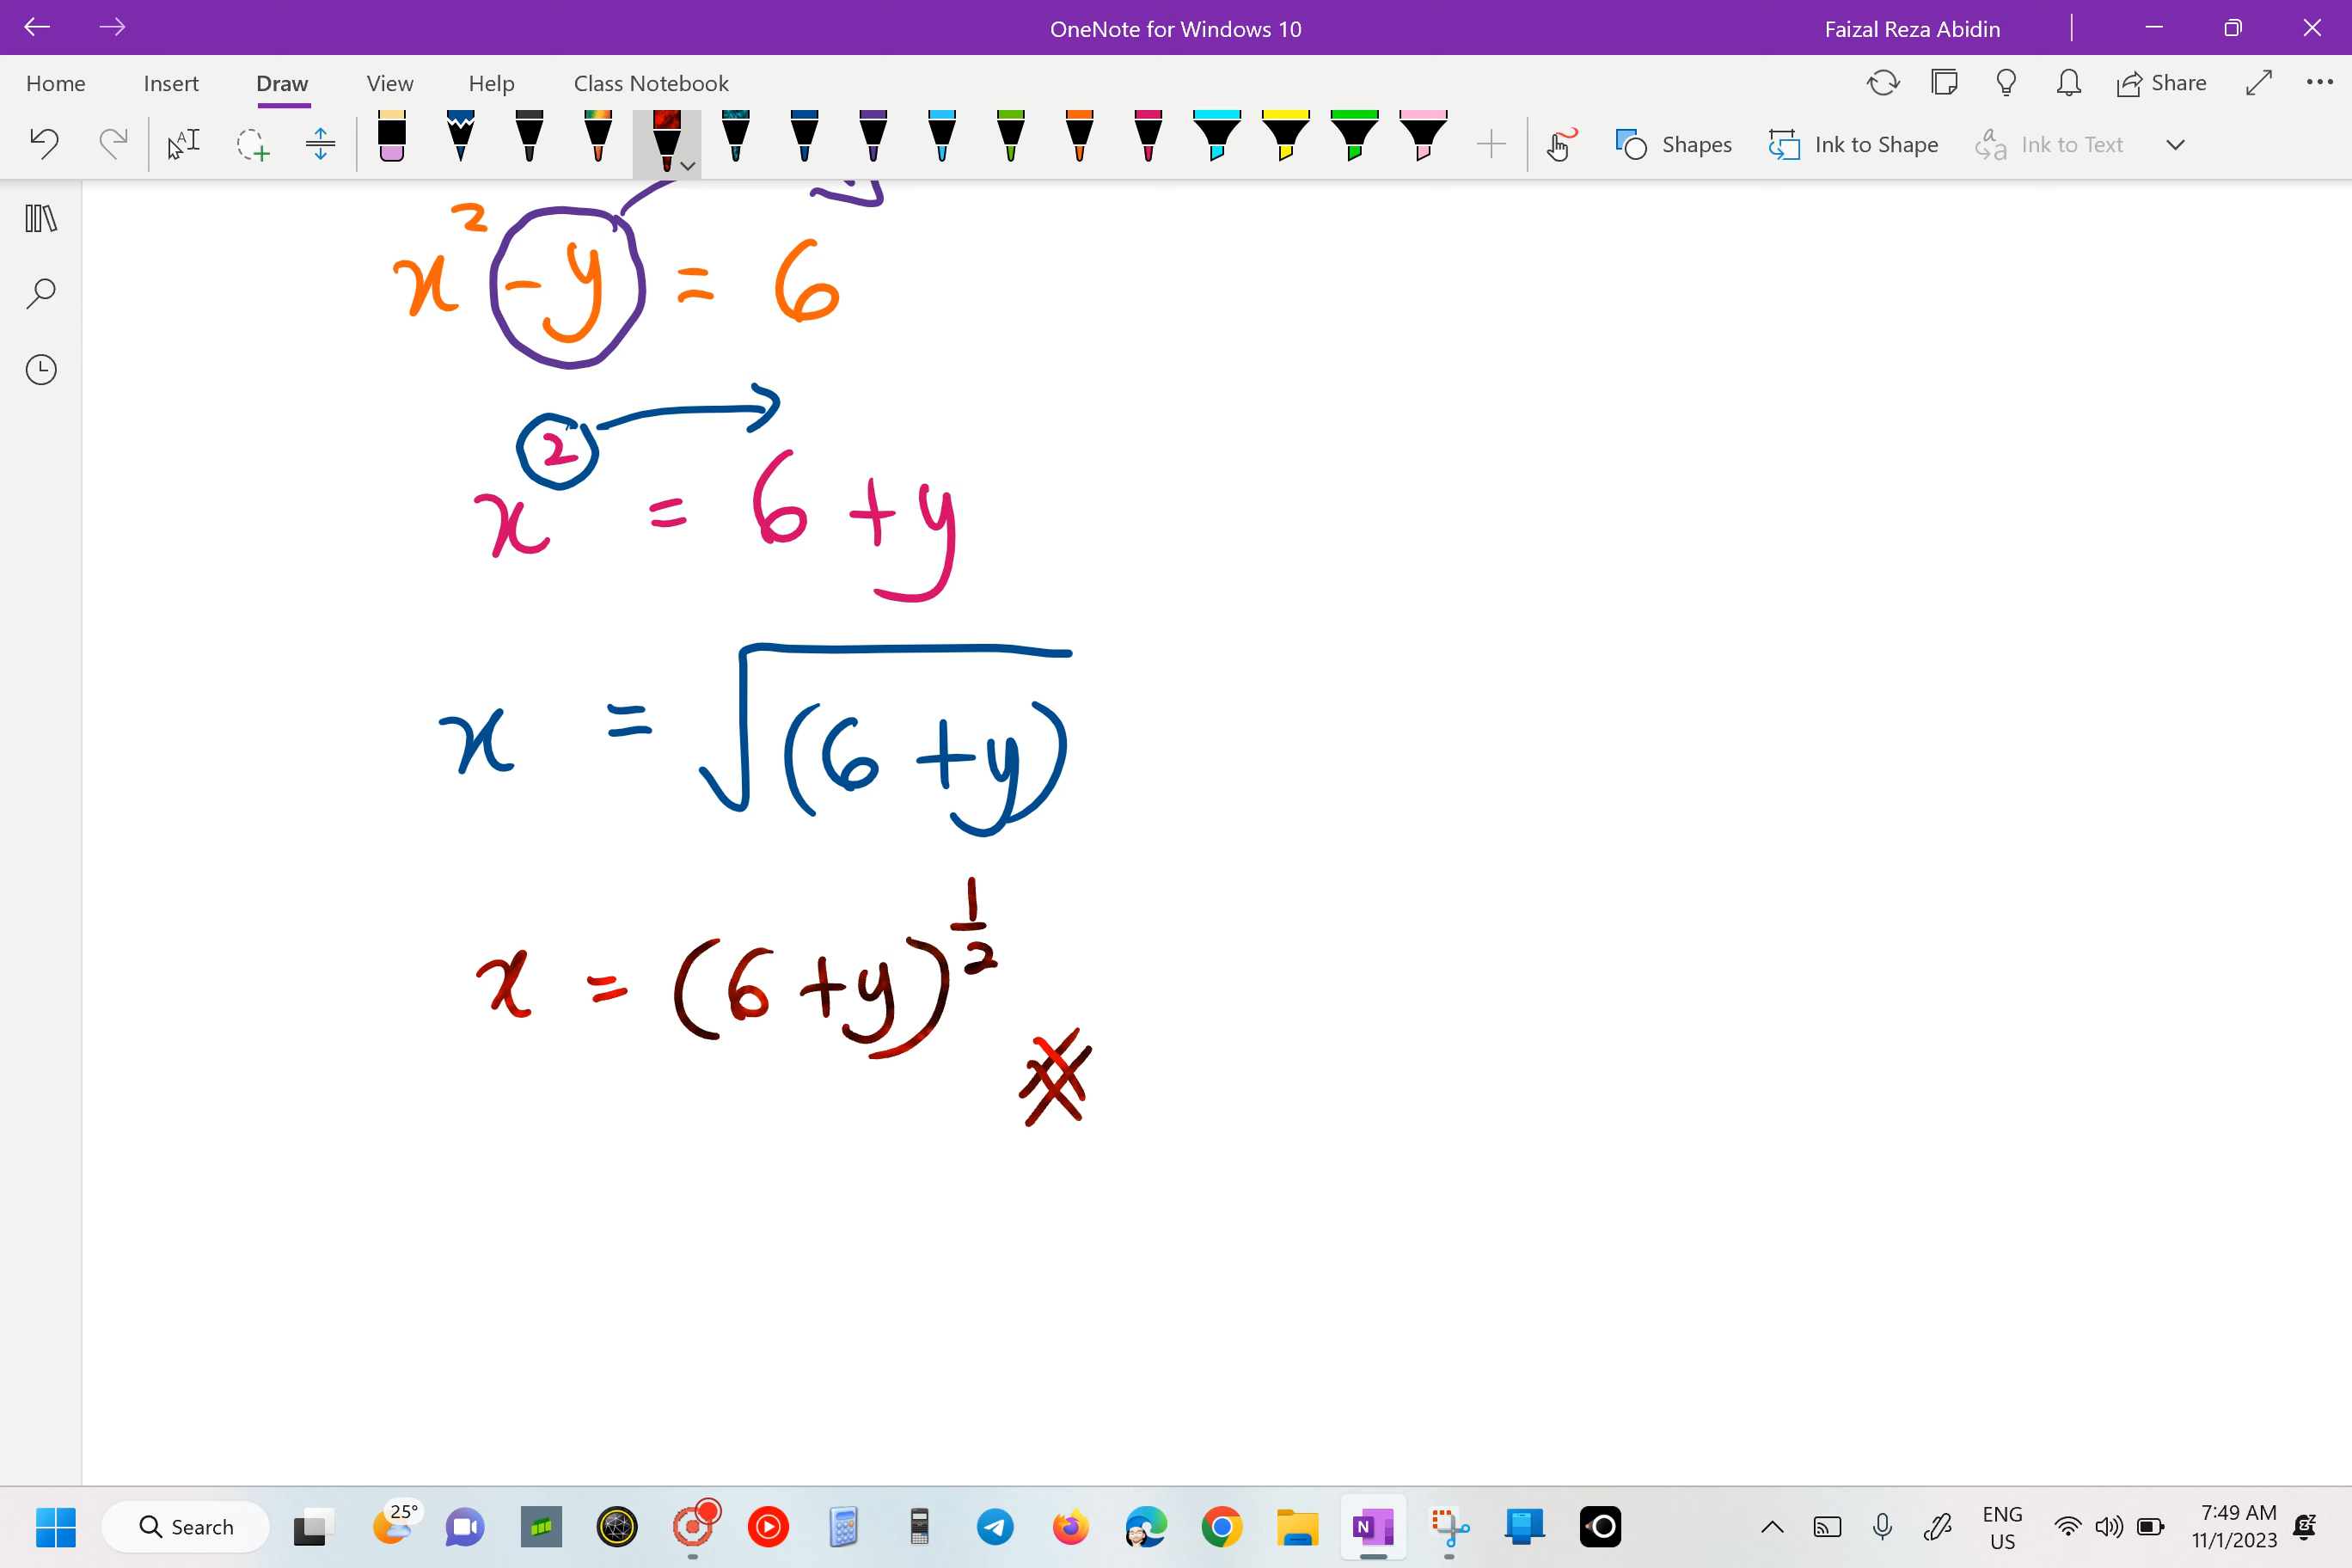 OneNote for Windows 10 Faizal Reza Abidin
Home Insert Draw View Help Class Notebook Share
Shapes Ink to Shape Ink to Text
x² -y = 6
x² = 6 + y
x = √(6 + y)
x = (6 + y)^1/2
25°
Search ENG US 7:49 AM
11/1/2023